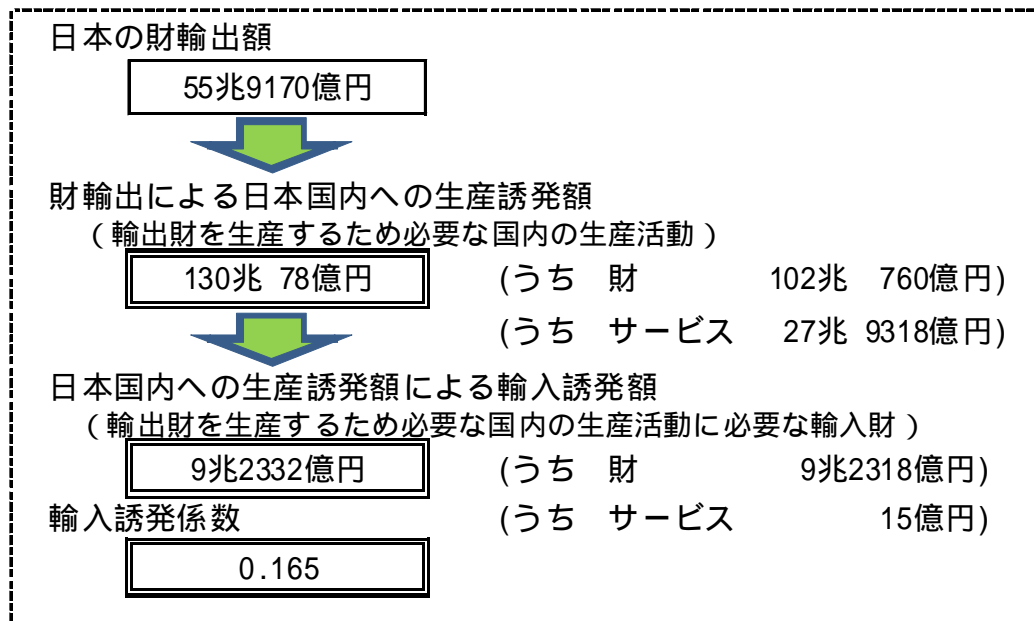 日本の財輸出額
55兆9170億円
財輸出による日本国内への生産誘発額
(輸出財を生産するため必要な国内の生産活動)
130兆 78億円 (うち 財 102兆 760億円)
(うち サービス 27兆 9318億円)
日本国内への生産誘発額による輸入誘発額
(輸出財を生産するため必要な国内の生産活動に必要な輸入財)
9兆2332億円 (うち 財 9兆2318億円)
輸入誘発係数 (うち サービス 15億円)
0.165